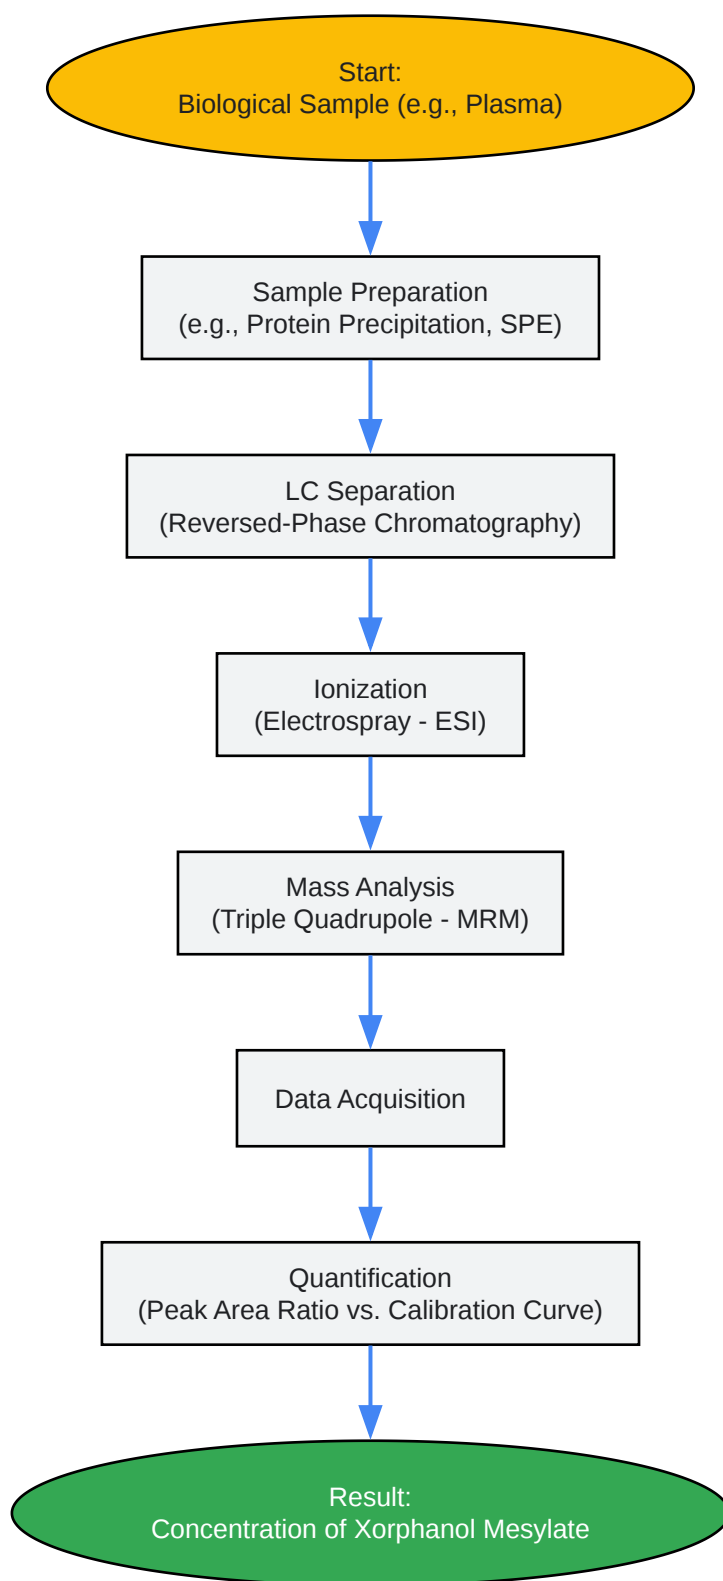 Start:
Biological Sample (e.g., Plasma)
Sample Preparation
(e.g., Protein Precipitation, SPE)
LC Separation
(Reversed-Phase Chromatography)
Ionization
(Electrospray - ESI)
Mass Analysis
(Triple Quadrupole - MRM)
Data Acquisition
Quantification
(Peak Area Ratio vs. Calibration Curve)
Result:
Concentration of Xorphanol Mesylate